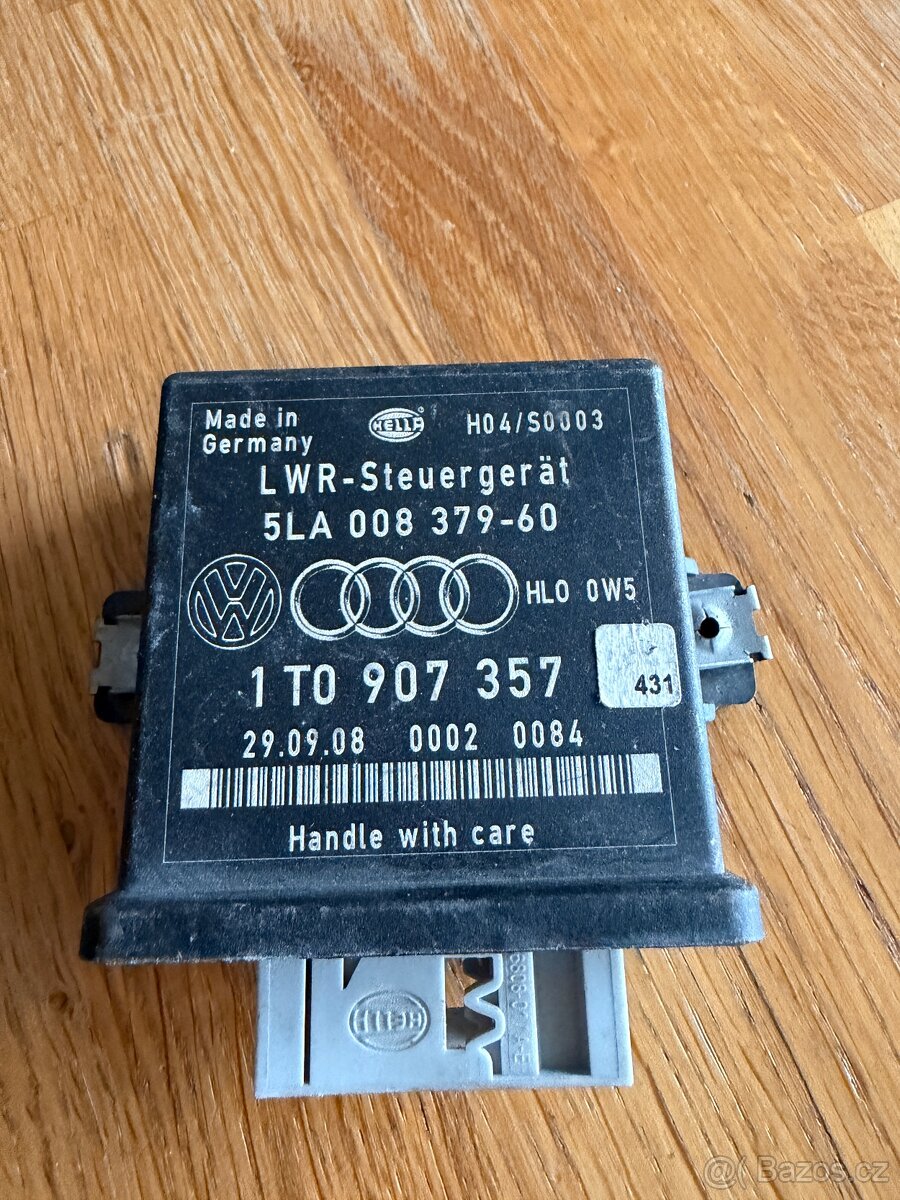 Made in
Germany
HELLA
®
H04/S0003
LWR-Steuergerät
5LA 008 379-60
HL0 0W5
1T0 907 357
431
29.09.08 0002 0084
Handle with care
HELLA
@( Bazos.cz